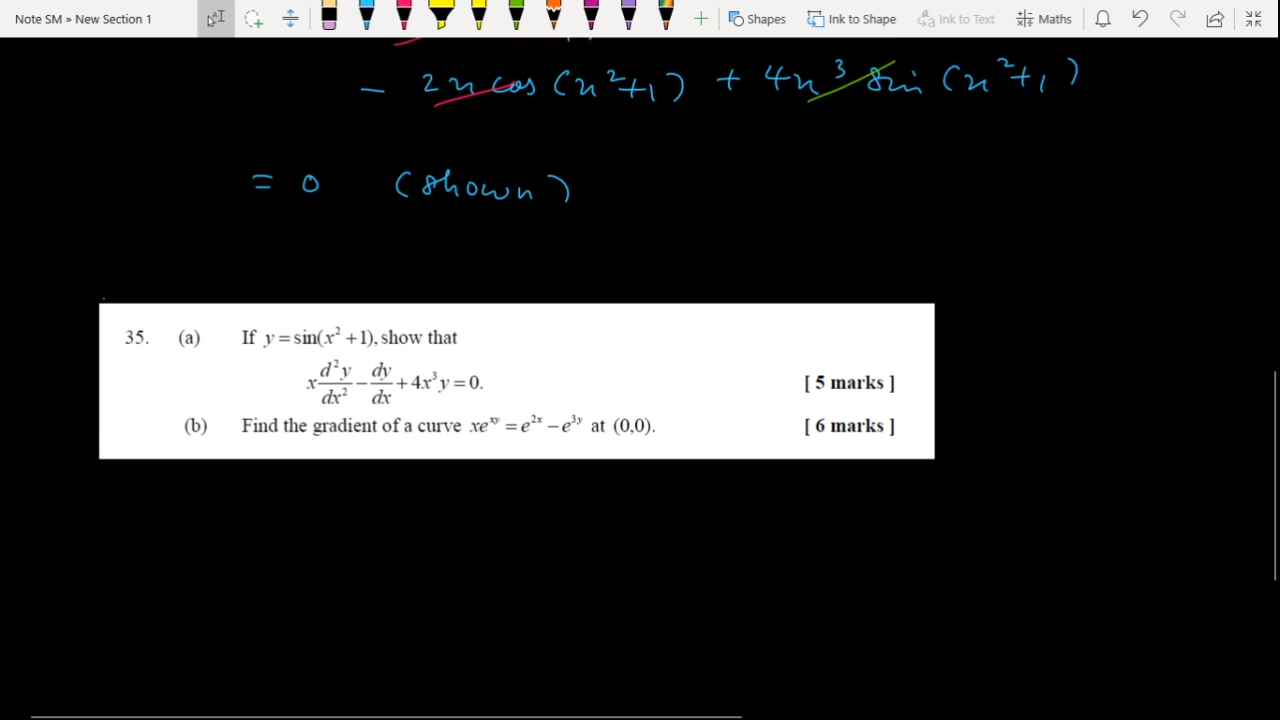 Note SM » New Section 1 Shapes Ink to Shape Ink to Text Maths
- 2x cos (x²+1) + 4x³ sin (x²+1)
= 0 (shown)
35. (a) If y = sin(x² + 1), show that
x d²y/dx² − dy/dx + 4x³y = 0. [ 5 marks ]
(b) Find the gradient of a curve xe^{xy} = e^{2x} − e^{3y} at (0,0). [ 6 marks ]